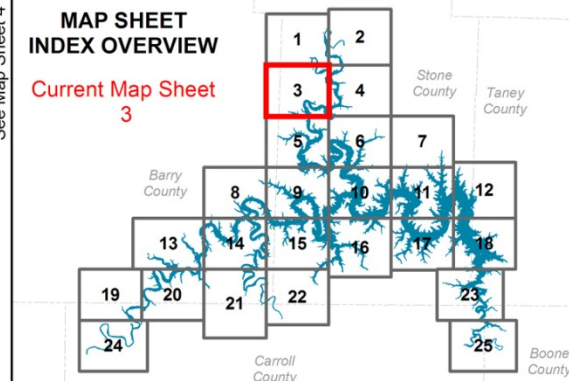 See Map Sheet 4
MAP SHEET
INDEX OVERVIEW
Current Map Sheet
3
1
2
3
4
Stone
County
Taney
County
5
6
7
Barry
County
8
9
10
11
12
13
14
15
16
17
18
19
20
21
22
23
24
25
Carroll
County
Boone
County